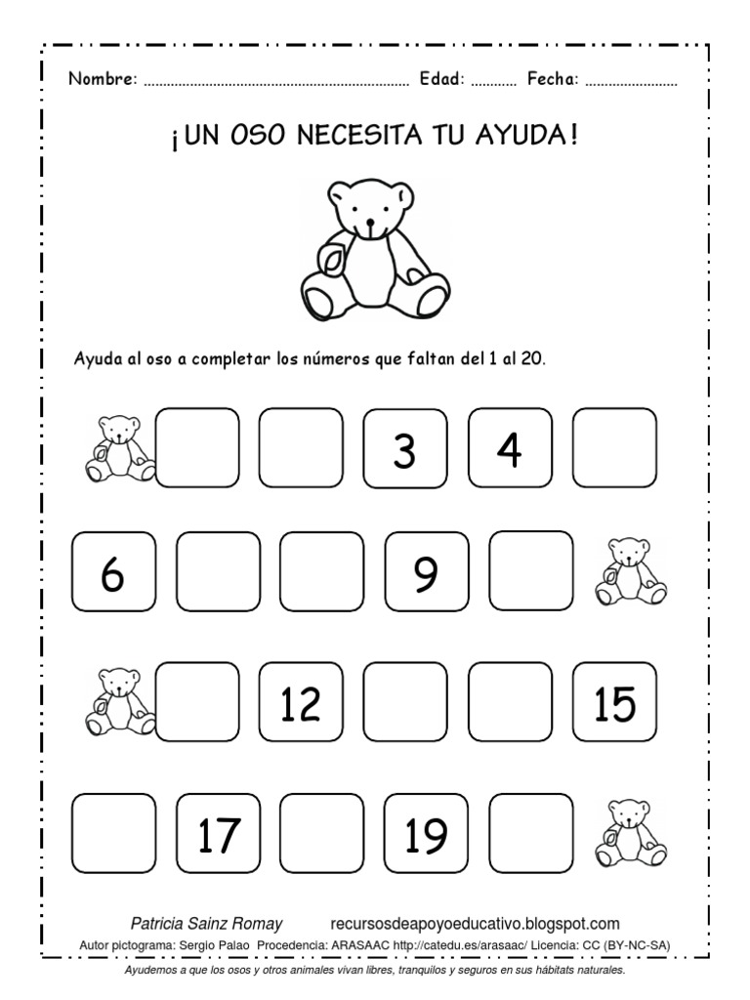 Nombre: ................................................................ Edad: ........... Fecha: ......................
¡UN OSO NECESITA TU AYUDA!
Ayuda al oso a completar los números que faltan del 1 al 20.
3 4
6 9
12 15
17 19
Patricia Sainz Romay recursosdeapoyoeducativo.blogspot.com
Autor pictograma: Sergio Palao Procedencia: ARASAAC http://catedu.es/arasaac/ Licencia: CC (BY-NC-SA)
Ayudemos a que los osos y otros animales vivan libres, tranquilos y seguros en sus hábitats naturales.